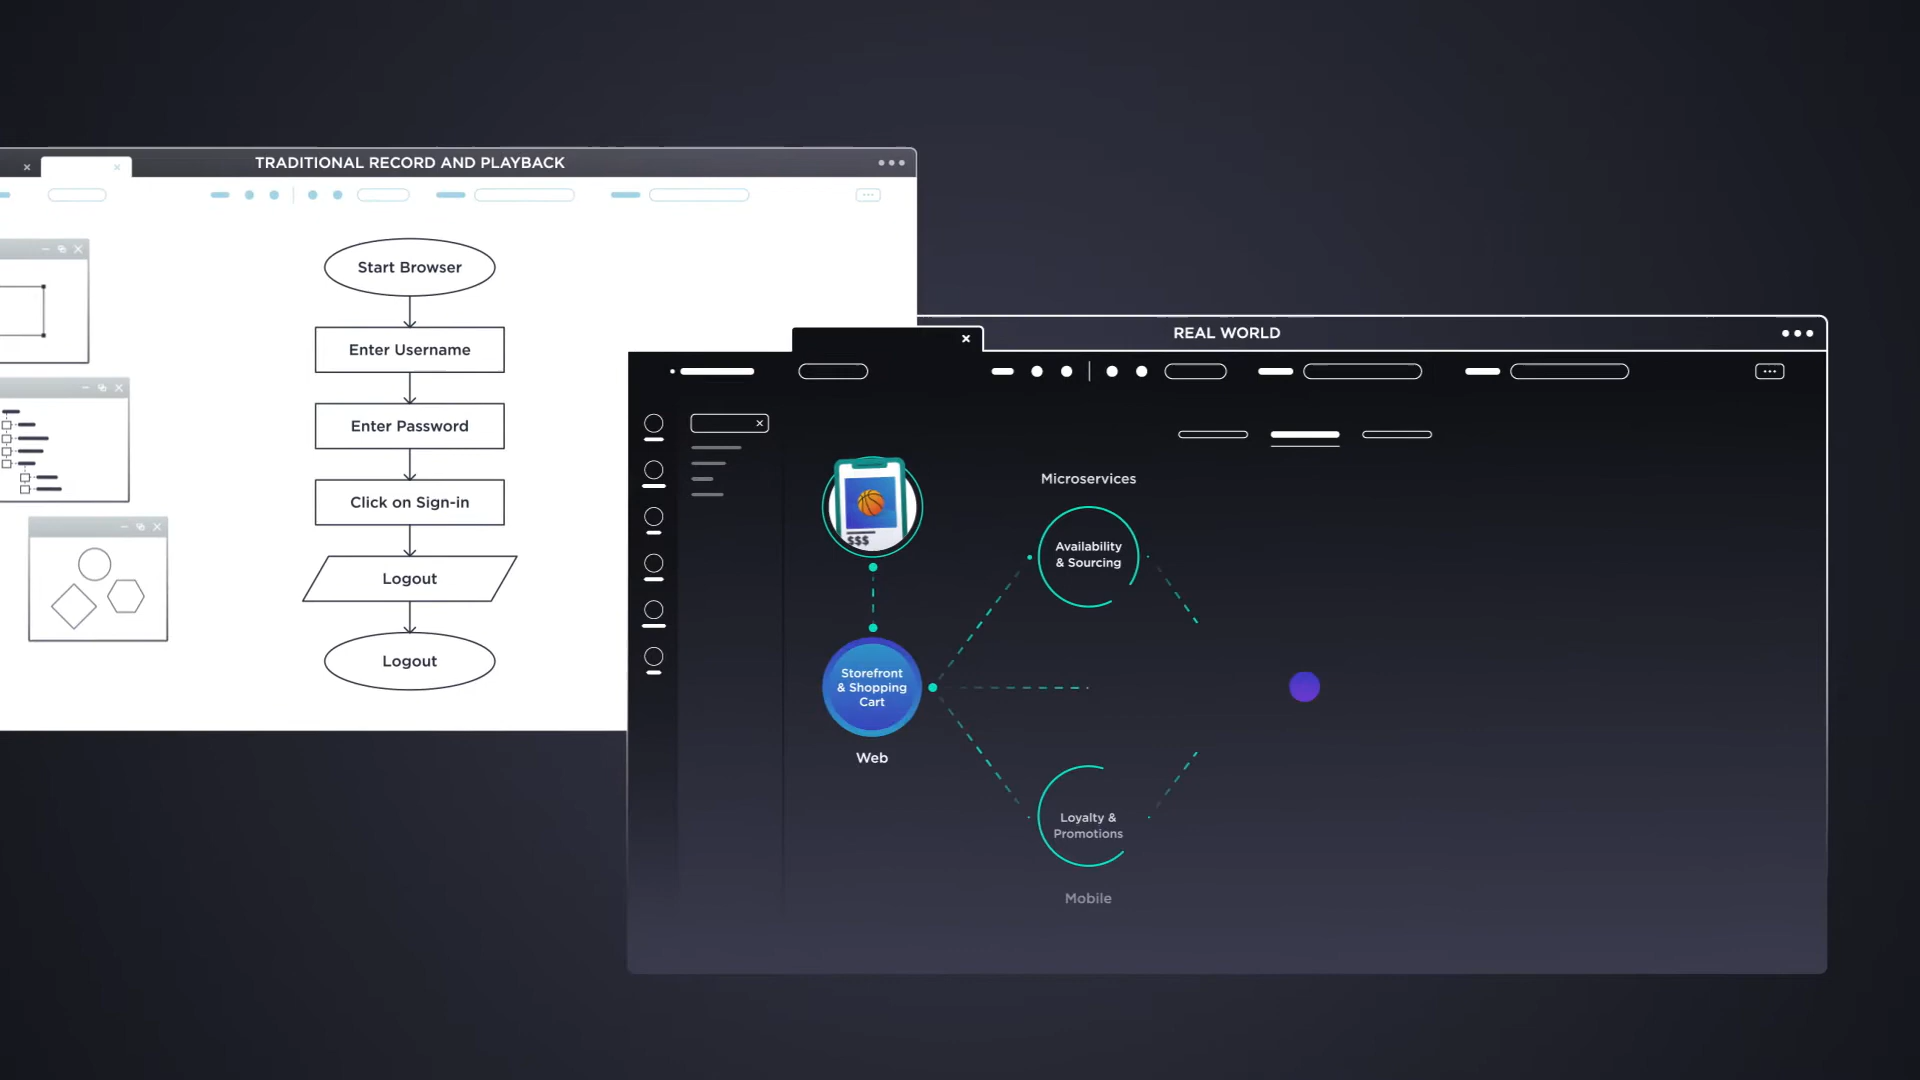 TRADITIONAL RECORD AND PLAYBACK
Start Browser
Enter Username
Enter Password
Click on Sign-in
Logout
Logout
REAL WORLD
$$$
Storefront
& Shopping
Cart
Web
Microservices
Availability
& Sourcing
Loyalty &
Promotions
Mobile